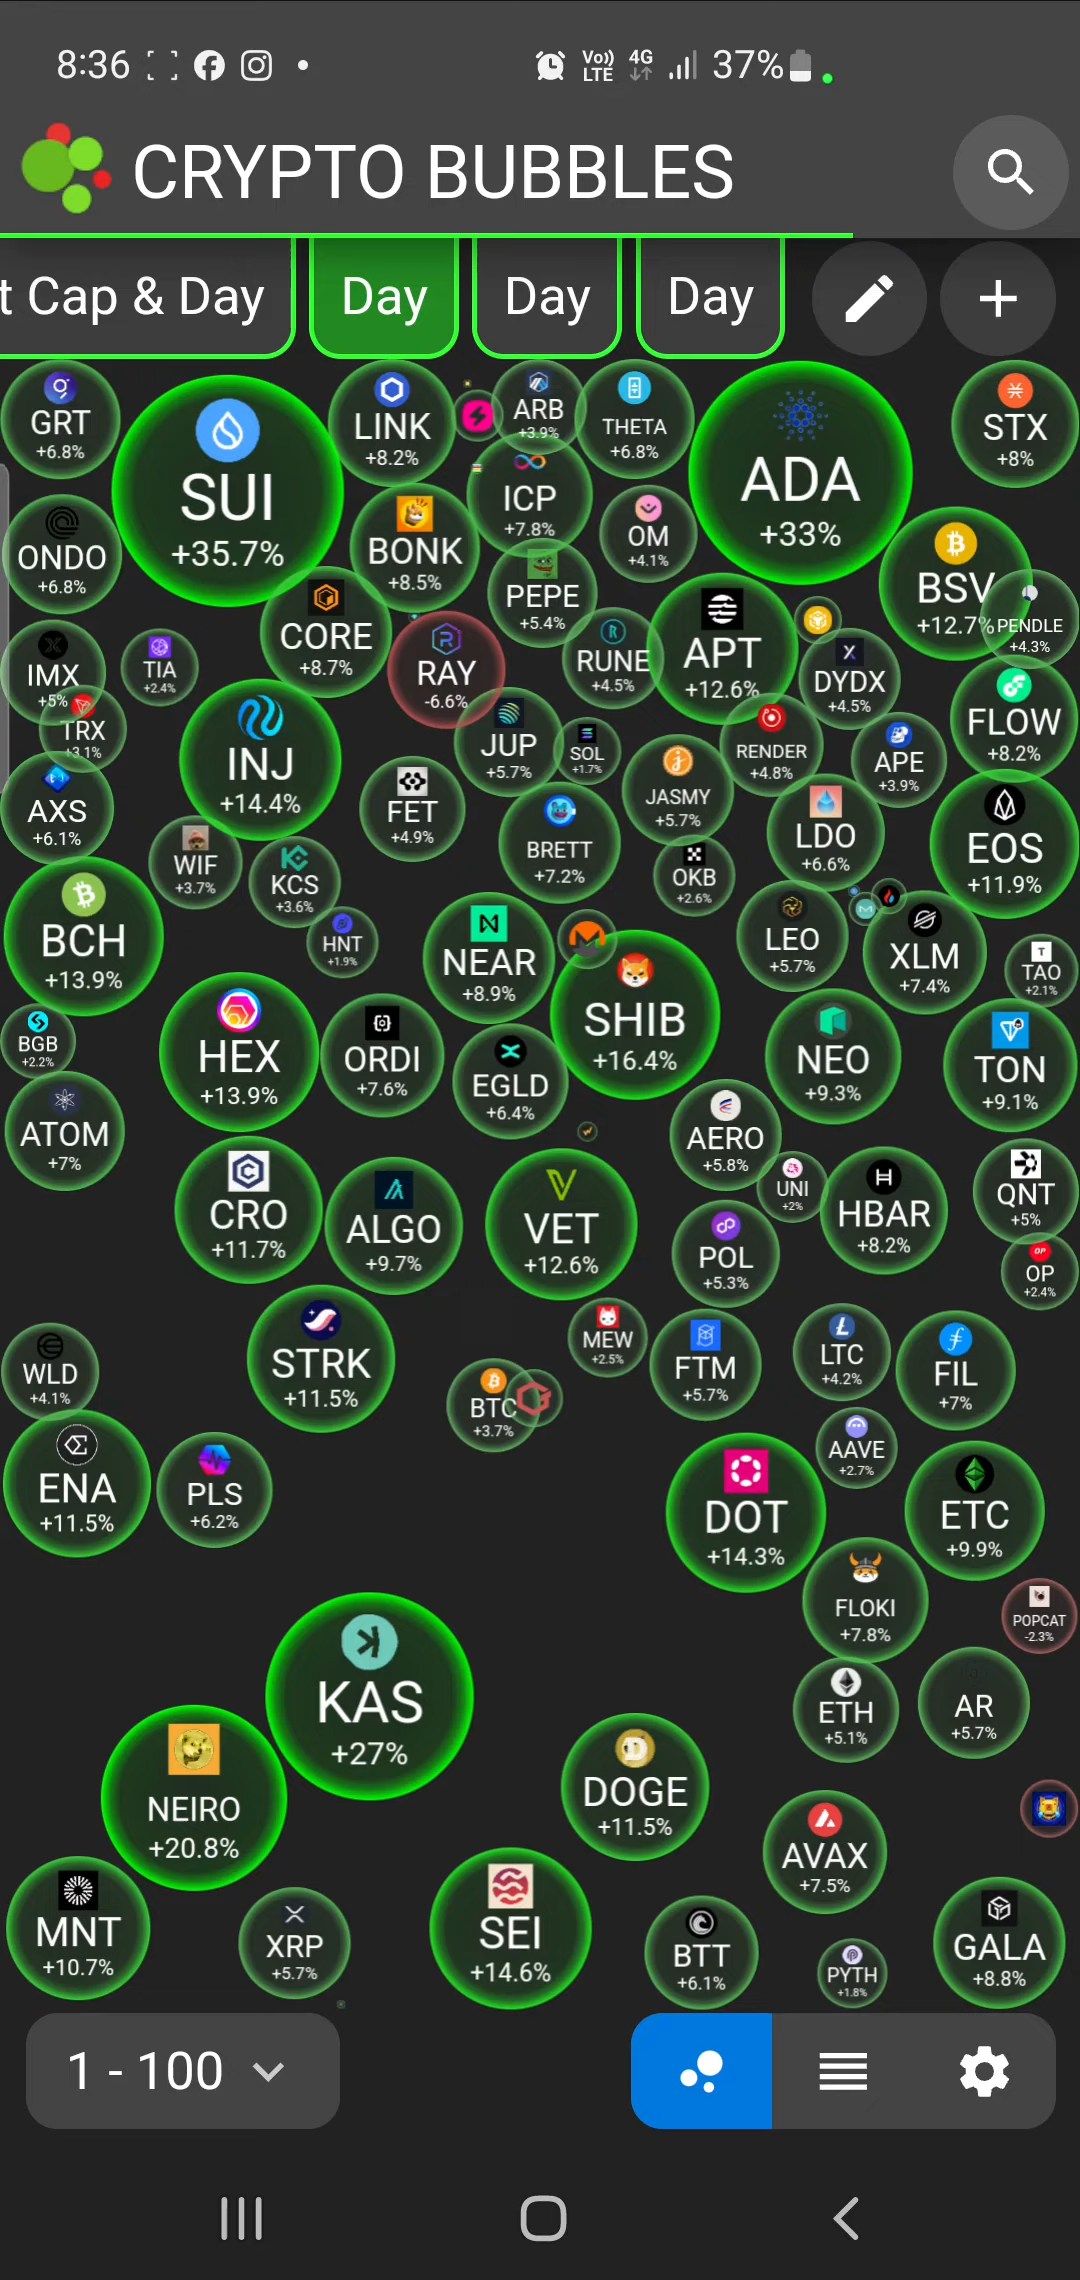 8:36
Vo)) LTE
4G
37%
CRYPTO BUBBLES
t Cap & Day
Day
Day
Day
GRT
+6.8%
SUI
+35.7%
LINK
+8.2%
ARB
+3.9%
THETA
+6.8%
ADA
+33%
STX
+8%
ICP
+7.8%
ONDO
+6.8%
BONK
+8.5%
OM
+4.1%
BSV
+12.7%
PEPE
+5.4%
PENDLE
+4.3%
CORE
+8.7%
RAY
-6.6%
RUNE
+4.5%
APT
+12.6%
DYDX
+4.5%
IMX
+5%
TIA
+2.4%
TRX
+3.1%
FLOW
+8.2%
INJ
+14.4%
JUP
+5.7%
SOL
+1.7%
RENDER
+4.8%
APE
+3.9%
AXS
+6.1%
FET
+4.9%
JASMY
+5.7%
LDO
+6.6%
EOS
+11.9%
BRETT
+7.2%
WIF
+3.7%
KCS
+3.6%
OKB
+2.6%
BCH
+13.9%
HNT
+1.9%
NEAR
+8.9%
LEO
+5.7%
XLM
+7.4%
TAO
+2.1%
SHIB
+16.4%
BGB
+2.2%
HEX
+13.9%
ORDI
+7.6%
EGLD
+6.4%
NEO
+9.3%
TON
+9.1%
ATOM
+7%
AERO
+5.8%
UNI
+2%
QNT
+5%
CRO
+11.7%
ALGO
+9.7%
VET
+12.6%
HBAR
+8.2%
POL
+5.3%
OP
OP
+2.4%
STRK
+11.5%
MEW
+2.5%
FTM
+5.7%
LTC
+4.2%
FIL
+7%
WLD
+4.1%
BTC
+3.7%
AAVE
+2.7%
ENA
+11.5%
PLS
+6.2%
DOT
+14.3%
ETC
+9.9%
FLOKI
+7.8%
POPCAT
-2.3%
KAS
+27%
ETH
+5.1%
AR
+5.7%
NEIRO
+20.8%
DOGE
+11.5%
AVAX
+7.5%
MNT
+10.7%
XRP
+5.7%
SEI
+14.6%
BTT
+6.1%
PYTH
+1.8%
GALA
+8.8%
1 - 100